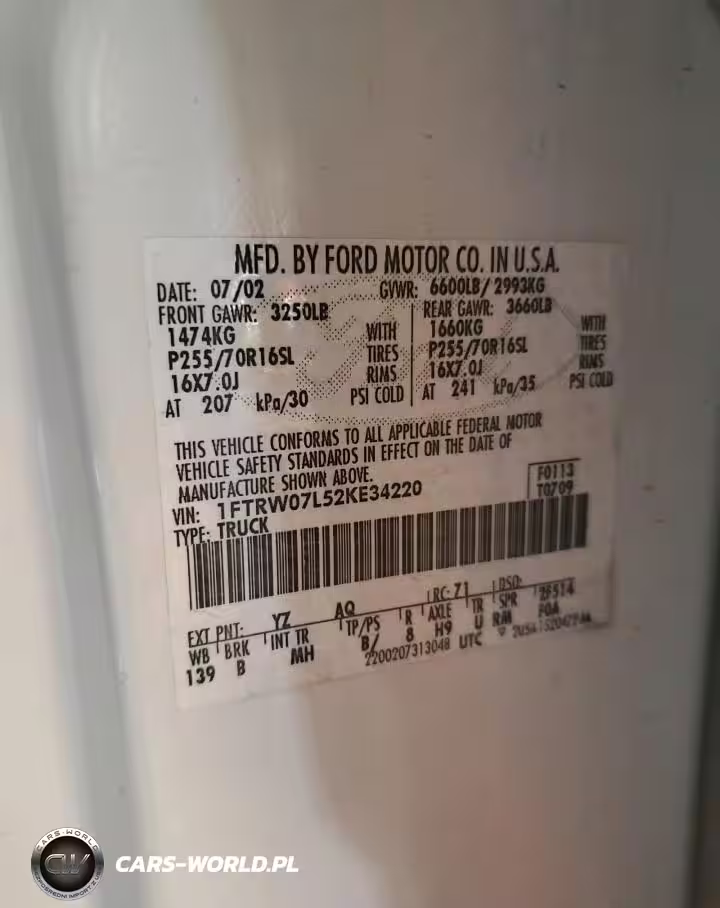 MFD. BY FORD MOTOR CO. IN U.S.A.
DATE: 07/02 GVWR: 6600LB/ 2993KG
FRONT GAWR: 3250LB REAR GAWR: 3660LB
1474KG WITH 1660KG WITH
P255/70R16SL TIRES P255/70R16SL TIRES
16X7.0J RIMS 16X7.0J RIMS
AT 207 kPa/30 PSI COLD AT 241 kPa/35 PSI COLD
THIS VEHICLE CONFORMS TO ALL APPLICABLE FEDERAL MOTOR
VEHICLE SAFETY STANDARDS IN EFFECT ON THE DATE OF
MANUFACTURE SHOWN ABOVE.
VIN: 1FTRW07L52KE34220 F0113
TYPE: TRUCK T0709
EXT PNT: YZ AQ RC: 71 DSO:
WB BRK INT TR TP/PS R AXLE TR SPR
139 B MH B/ 8 H9 U RM
2200207313048 UTC
CARS-WORLD
CW
CARS-WORLD.PL